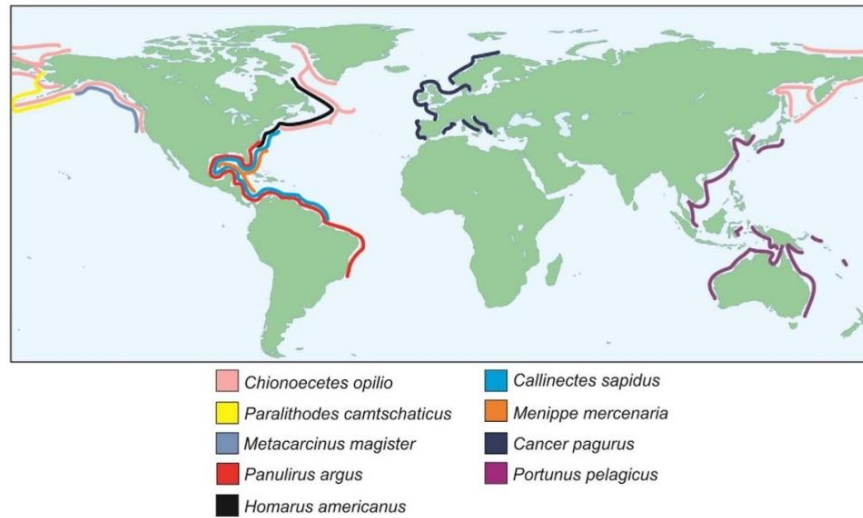 Chionoecetes opilio
Paralithodes camtschaticus
Metacarcinus magister
Panulirus argus
Homarus americanus
Callinectes sapidus
Menippe mercenaria
Cancer pagurus
Portunus pelagicus